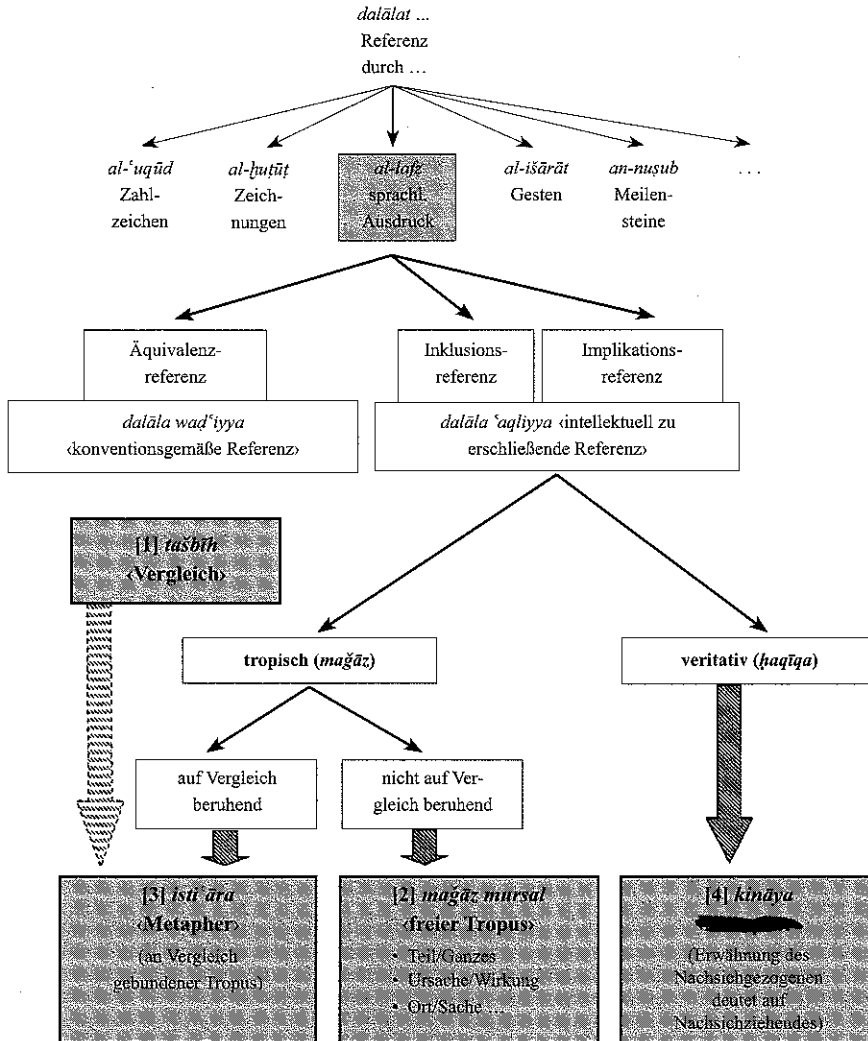 dalālat ...
Referenz
durch ...
al-ʿuqūd
Zahl-
zeichen
al-ḫuṭūṭ
Zeich-
nungen
al-lafẓ
sprachl.
Ausdruck
al-išārāt
Gesten
an-nuṣub
Meilen-
steine
...
Äquivalenz-
referenz
Inklusions-
referenz
Implikations-
referenz
dalāla waḍʿiyya
‹konventionsgemäße Referenz›
dalāla ʿaqliyya ‹intellektuell zu
erschließende Referenz›
[1] tašbīh
‹Vergleich›
tropisch (maǧāz)
veritativ (ḥaqīqa)
auf Vergleich
beruhend
nicht auf Ver-
gleich beruhend
[3] istiʿāra
‹Metapher›
(an Vergleich
gebundener Tropus)
[2] maǧāz mursal
‹freier Tropus›
• Teil/Ganzes
• Ursache/Wirkung
• Ort/Sache ...
[4] kināya
(Erwähnung des
Nachsichgezogenen
deutet auf
Nachsichziehendes)